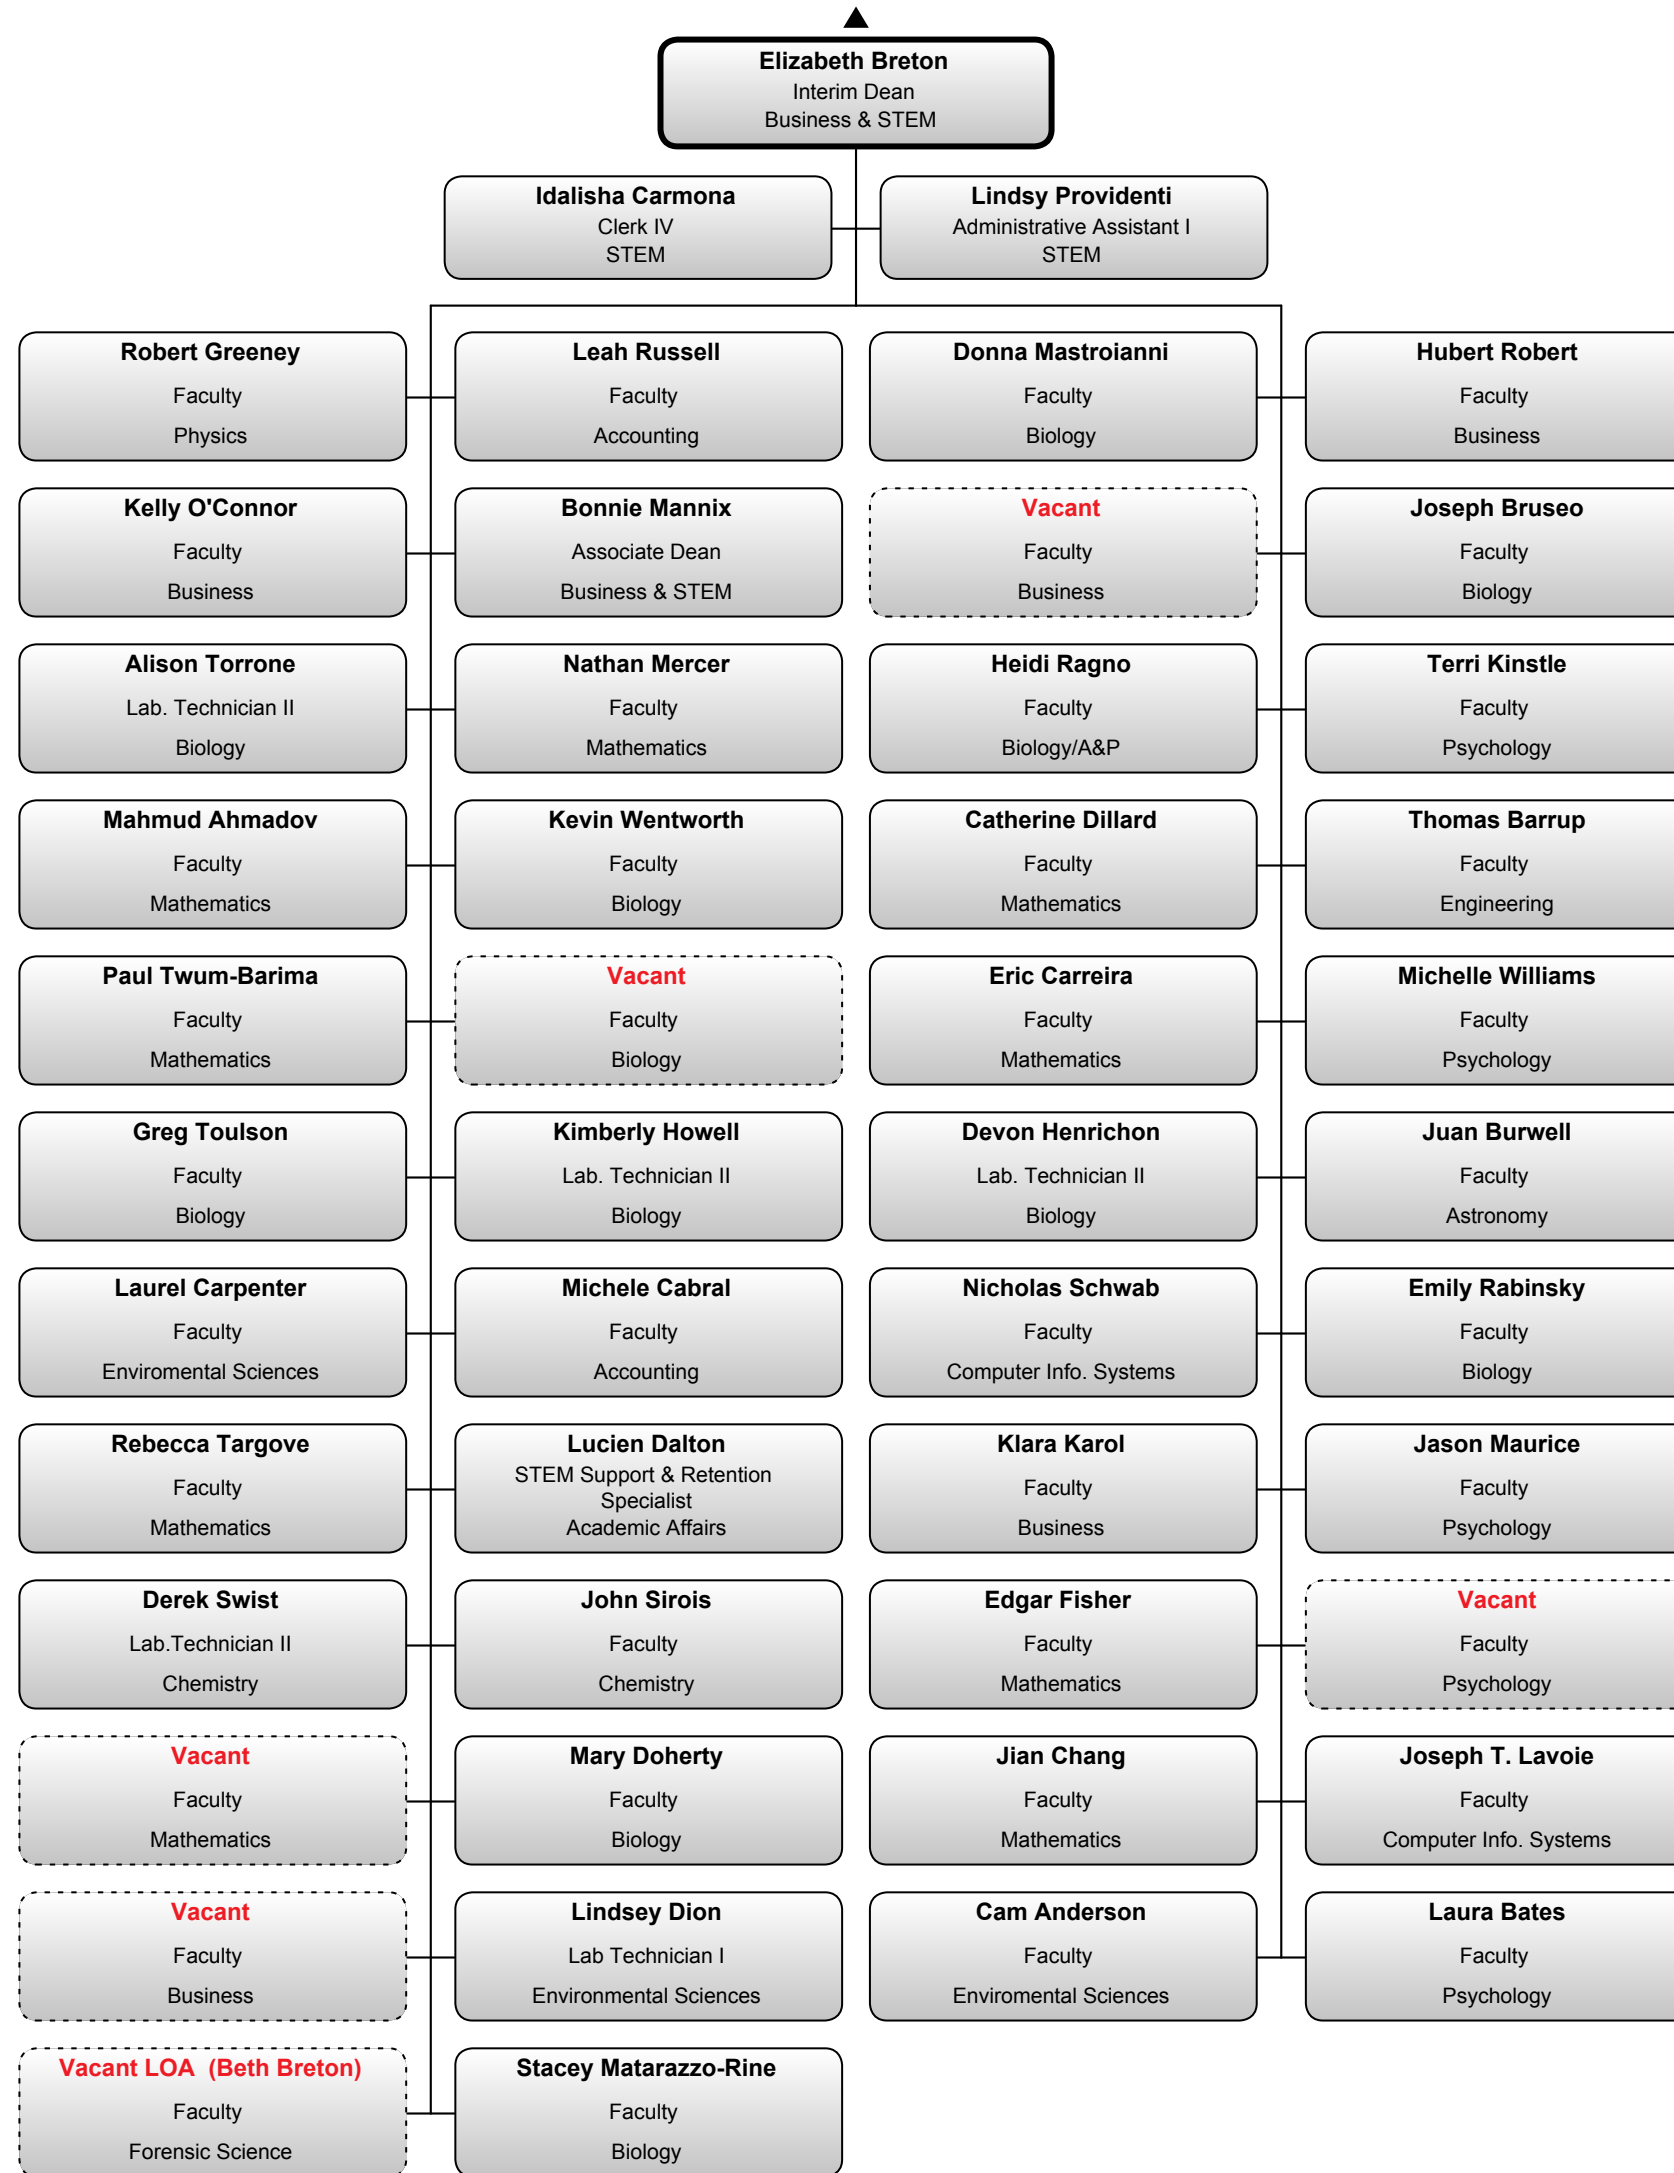 Elizabeth Breton
Interim Dean
Business & STEM
Idalisha Carmona
Clerk IV
STEM
Lindsy Providenti
Administrative Assistant I
STEM
Robert Greeney
Faculty
Physics
Leah Russell
Faculty
Accounting
Donna Mastroianni
Faculty
Biology
Hubert Robert
Faculty
Business
Kelly O'Connor
Faculty
Business
Bonnie Mannix
Associate Dean
Business & STEM
Vacant
Faculty
Business
Joseph Bruseo
Faculty
Biology
Alison Torrone
Lab. Technician II
Biology
Nathan Mercer
Faculty
Mathematics
Heidi Ragno
Faculty
Biology/A&P
Terri Kinstle
Faculty
Psychology
Mahmud Ahmadov
Faculty
Mathematics
Kevin Wentworth
Faculty
Biology
Catherine Dillard
Faculty
Mathematics
Thomas Barrup
Faculty
Engineering
Paul Twum-Barima
Faculty
Mathematics
Vacant
Faculty
Biology
Eric Carreira
Faculty
Mathematics
Michelle Williams
Faculty
Psychology
Greg Toulson
Faculty
Biology
Kimberly Howell
Lab. Technician II
Biology
Devon Henrichon
Lab. Technician II
Biology
Juan Burwell
Faculty
Astronomy
Laurel Carpenter
Faculty
Enviromental Sciences
Michele Cabral
Faculty
Accounting
Nicholas Schwab
Faculty
Computer Info. Systems
Emily Rabinsky
Faculty
Biology
Rebecca Targove
Faculty
Mathematics
Lucien Dalton
STEM Support & Retention
Specialist
Academic Affairs
Klara Karol
Faculty
Business
Jason Maurice
Faculty
Psychology
Derek Swist
Lab.Technician II
Chemistry
John Sirois
Faculty
Chemistry
Edgar Fisher
Faculty
Mathematics
Vacant
Faculty
Psychology
Vacant
Faculty
Mathematics
Mary Doherty
Faculty
Biology
Jian Chang
Faculty
Mathematics
Joseph T. Lavoie
Faculty
Computer Info. Systems
Vacant
Faculty
Business
Lindsey Dion
Lab Technician I
Environmental Sciences
Cam Anderson
Faculty
Enviromental Sciences
Laura Bates
Faculty
Psychology
Vacant LOA (Beth Breton)
Faculty
Forensic Science
Stacey Matarazzo-Rine
Faculty
Biology